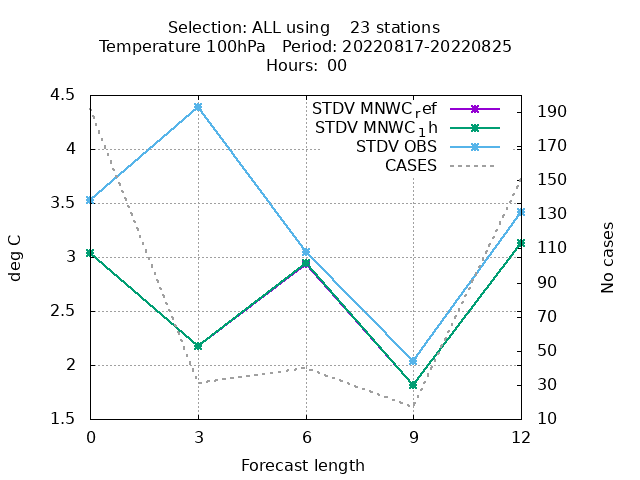 Selection: ALL using    23 stations
Temperature 100hPa   Period: 20220817-20220825
Hours: 00
STDV MNWCref
STDV MNWC1h
STDV OBS
CASES
4.5
4
3.5
3
2.5
2
1.5
190
170
150
130
110
90
70
50
30
10
deg C
No cases
0 3 6 9 12
Forecast length